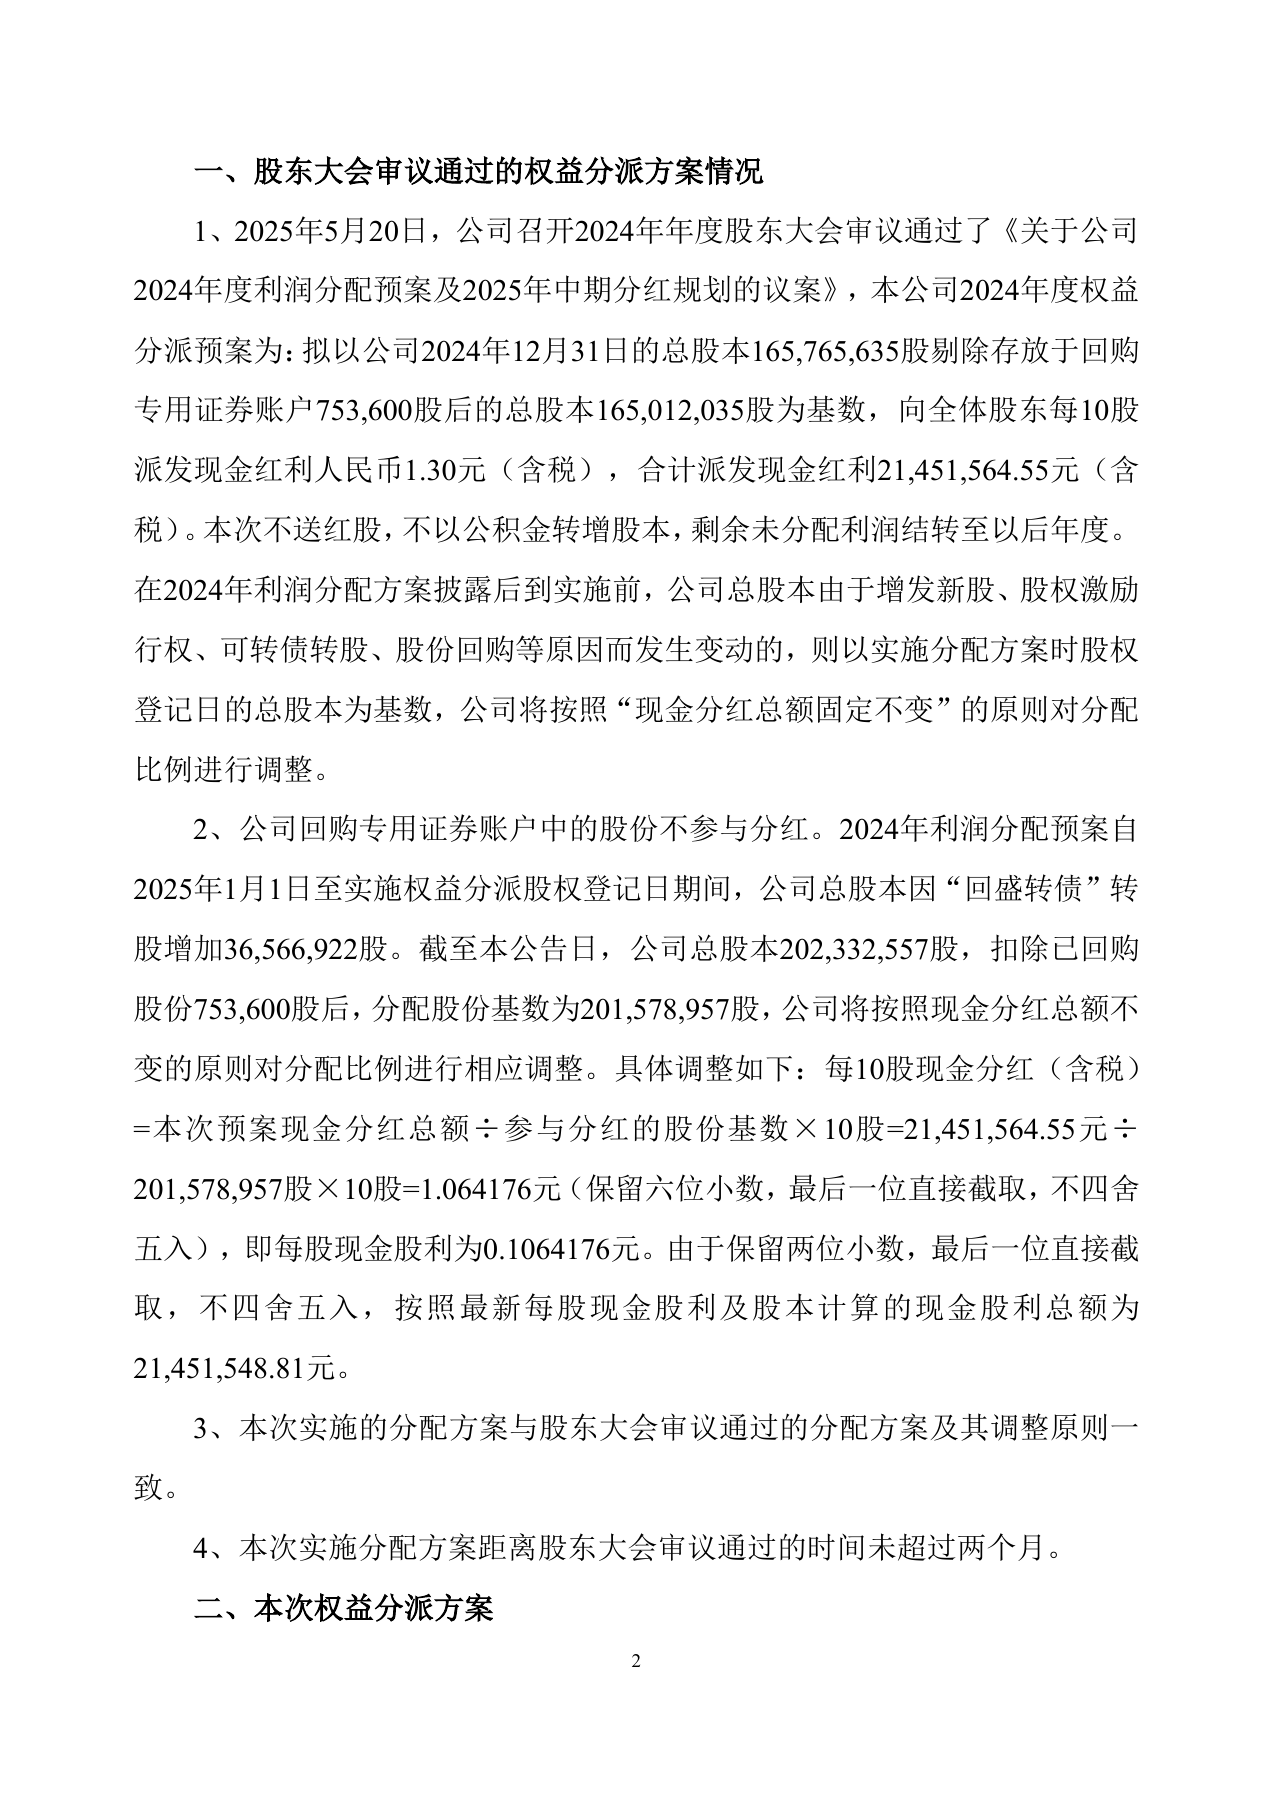 一、股东大会审议通过的权益分派方案情况
1、2025年5月20日，公司召开2024年年度股东大会审议通过了《关于公司
2024年度利润分配预案及2025年中期分红规划的议案》，本公司2024年度权益
分派预案为：拟以公司2024年12月31日的总股本165,765,635股剔除存放于回购
专用证券账户753,600股后的总股本165,012,035股为基数，向全体股东每10股
派发现金红利人民币1.30元（含税），合计派发现金红利21,451,564.55元（含
税）。本次不送红股，不以公积金转增股本，剩余未分配利润结转至以后年度。
在2024年利润分配方案披露后到实施前，公司总股本由于增发新股、股权激励
行权、可转债转股、股份回购等原因而发生变动的，则以实施分配方案时股权
登记日的总股本为基数，公司将按照“现金分红总额固定不变”的原则对分配
比例进行调整。
2、公司回购专用证券账户中的股份不参与分红。2024年利润分配预案自
2025年1月1日至实施权益分派股权登记日期间，公司总股本因“回盛转债”转
股增加36,566,922股。截至本公告日，公司总股本202,332,557股，扣除已回购
股份753,600股后，分配股份基数为201,578,957股，公司将按照现金分红总额不
变的原则对分配比例进行相应调整。具体调整如下：每10股现金分红（含税）
=本次预案现金分红总额÷参与分红的股份基数×10股=21,451,564.55元÷
201,578,957股×10股=1.064176元（保留六位小数，最后一位直接截取，不四舍
五入），即每股现金股利为0.1064176元。由于保留两位小数，最后一位直接截
取，不四舍五入，按照最新每股现金股利及股本计算的现金股利总额为
21,451,548.81元。
3、本次实施的分配方案与股东大会审议通过的分配方案及其调整原则一
致。
4、本次实施分配方案距离股东大会审议通过的时间未超过两个月。
二、本次权益分派方案
2